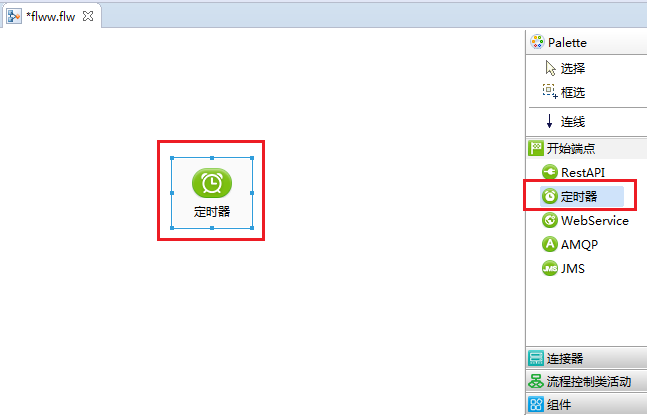 *flww.flw
Palette
选择
框选
连线
开始端点
RestAPI
定时器
WebService
A AMQP
JMS JMS
连接器
流程控制类活动
组件
定时器